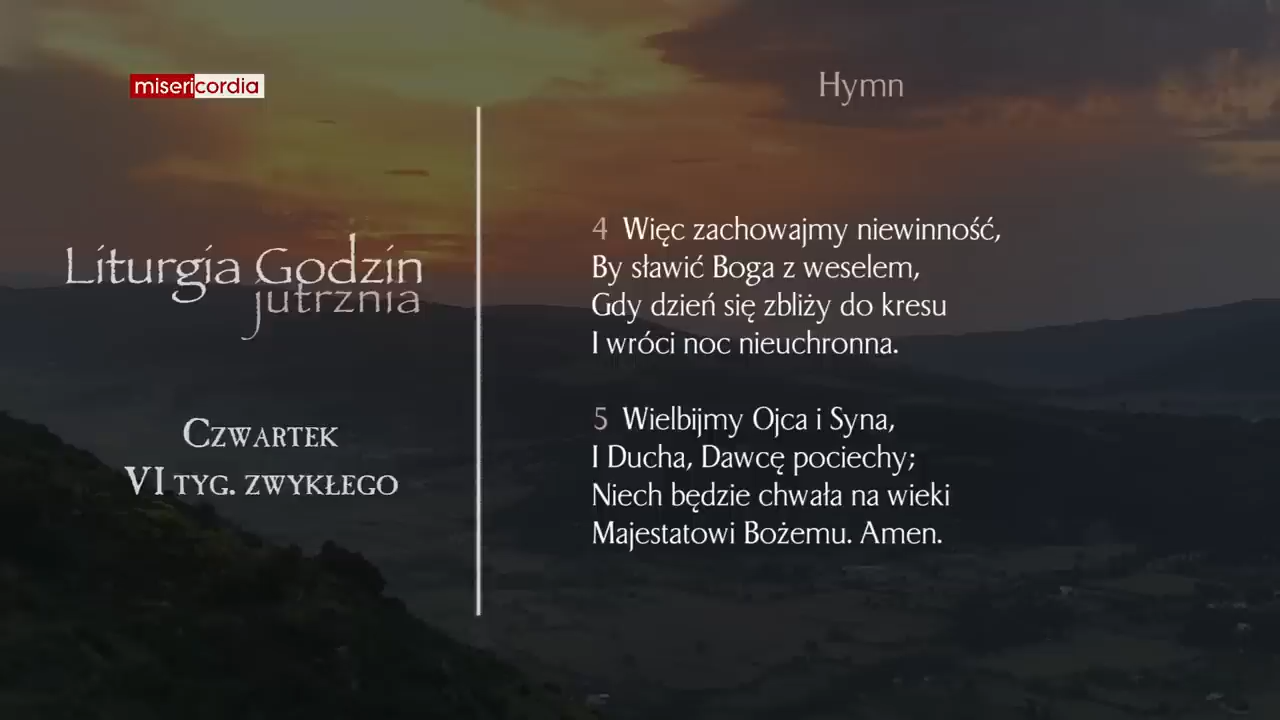 misericordia
Liturgia Godzin
jutrznia
Czwartek
VI tyg. zwykłego
Hymn
4 Więc zachowajmy niewinność,
By sławić Boga z weselem,
Gdy dzień się zbliży do kresu
I wróci noc nieuchronna.
5 Wielbijmy Ojca i Syna,
I Ducha, Dawcę pociechy;
Niech będzie chwała na wieki
Majestatowi Bożemu. Amen.